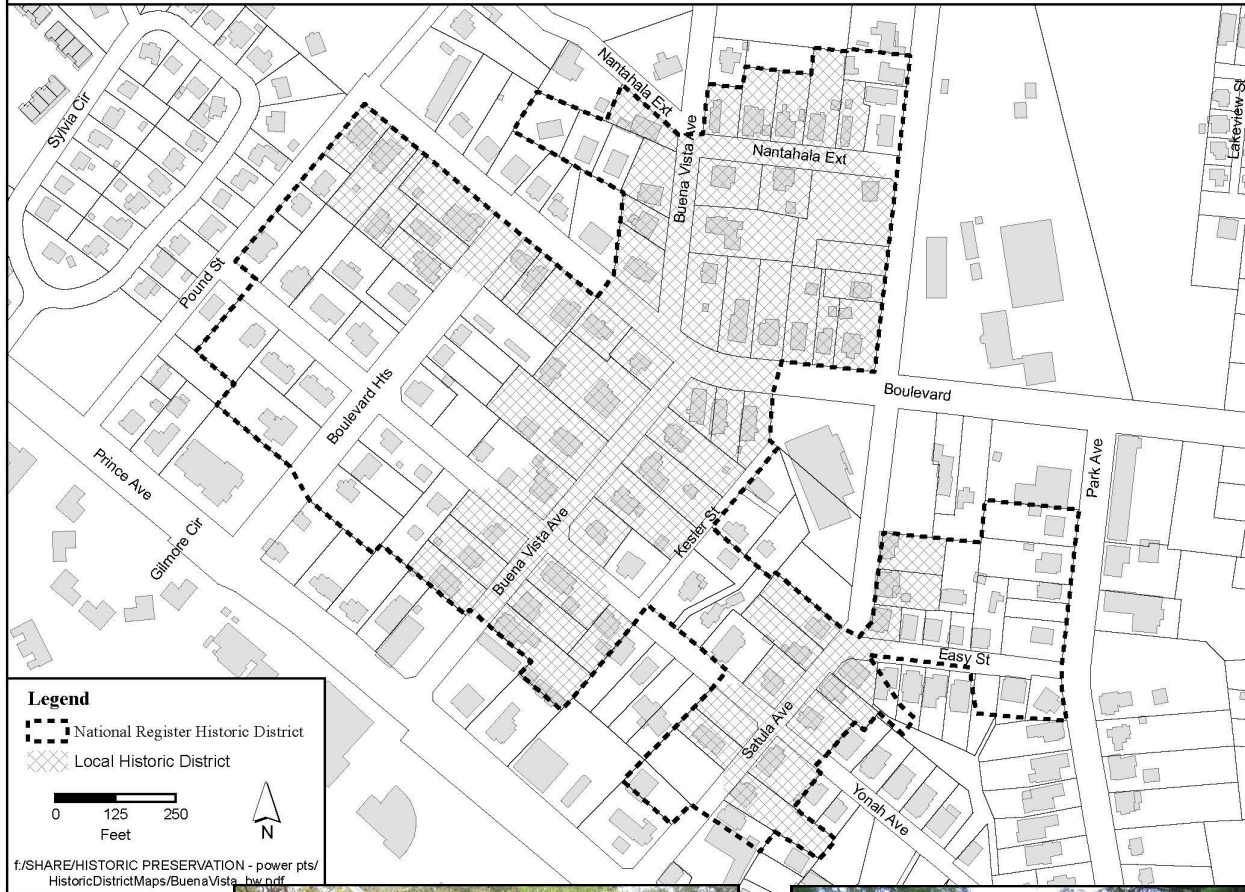 Nantahala Ext
Sylvia Cir
Buena Vista Ave
Nantahala Ext
Lakeview St
Pound St
Boulevard Hts
Boulevard
Prince Ave
Park Ave
Gilmore Cir
Buena Vista Ave
Kesler St
Easy St
Satula Ave
Yonah Ave
Legend
National Register Historic District
Local Historic District
0 125 250
Feet
N
f:/SHARE/HISTORIC PRESERVATION - power pts/
HistoricDistrictMaps/BuenaVista_bw.pdf